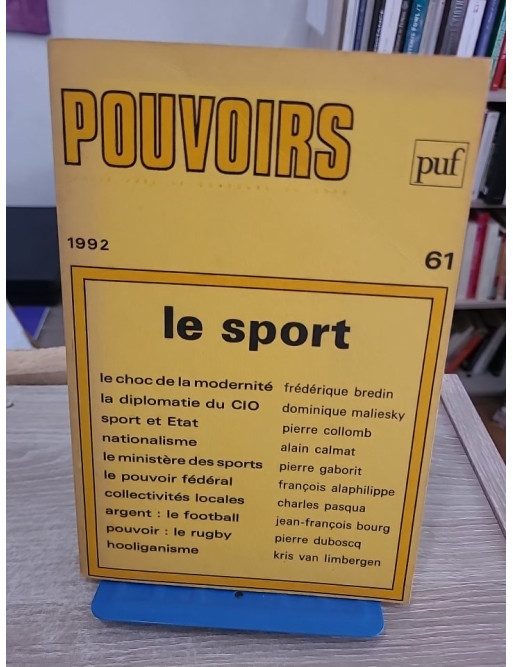 POUVOIRS
puf
1992
61
le sport
le choc de la modernité frédérique bredin
la diplomatie du CIO dominique maliesky
sport et Etat pierre collomb
nationalisme alain calmat
le ministère des sports pierre gaborit
le pouvoir fédéral françois alaphilippe
collectivités locales charles pasqua
argent : le football jean-françois bourg
pouvoir : le rugby pierre duboscq
hooliganisme kris van limbergen